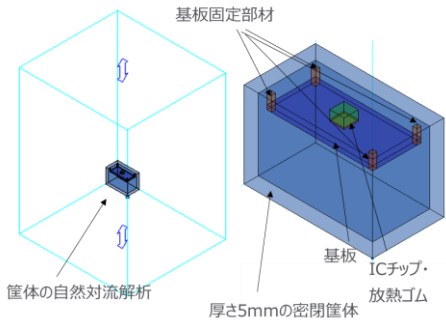 基板固定部材
基板
ICチップ・
放熱ゴム
筐体の自然対流解析
厚さ5mmの密閉筐体